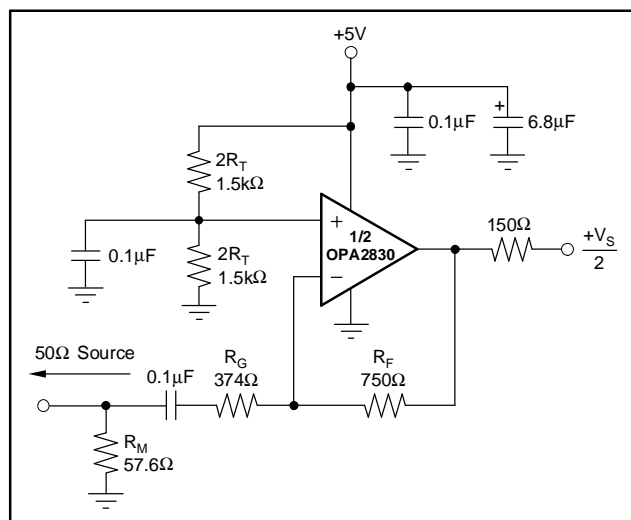 +5V
0.1µF
+
6.8µF
2R_T
1.5kΩ
0.1µF
2R_T
1.5kΩ
+
1/2
OPA2830
−
150Ω
+V_S
2
50Ω Source
0.1µF
R_G
374Ω
R_F
750Ω
R_M
57.6Ω